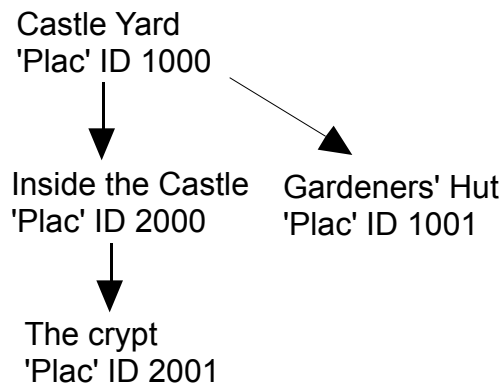 Castle Yard
'Plac' ID 1000
Inside the Castle
'Plac' ID 2000
Gardeners' Hut
'Plac' ID 1001
The crypt
'Plac' ID 2001